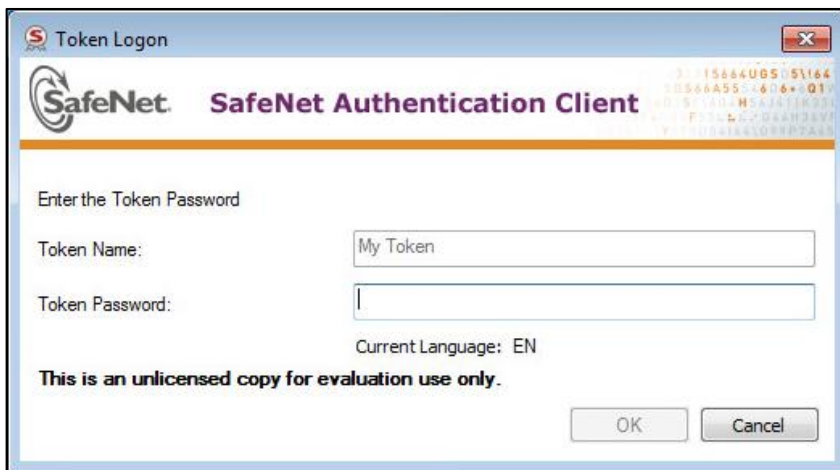 Token Logon
SafeNet. SafeNet Authentication Client
Enter the Token Password
Token Name: My Token
Token Password:
Current Language: EN
This is an unlicensed copy for evaluation use only.
OK Cancel